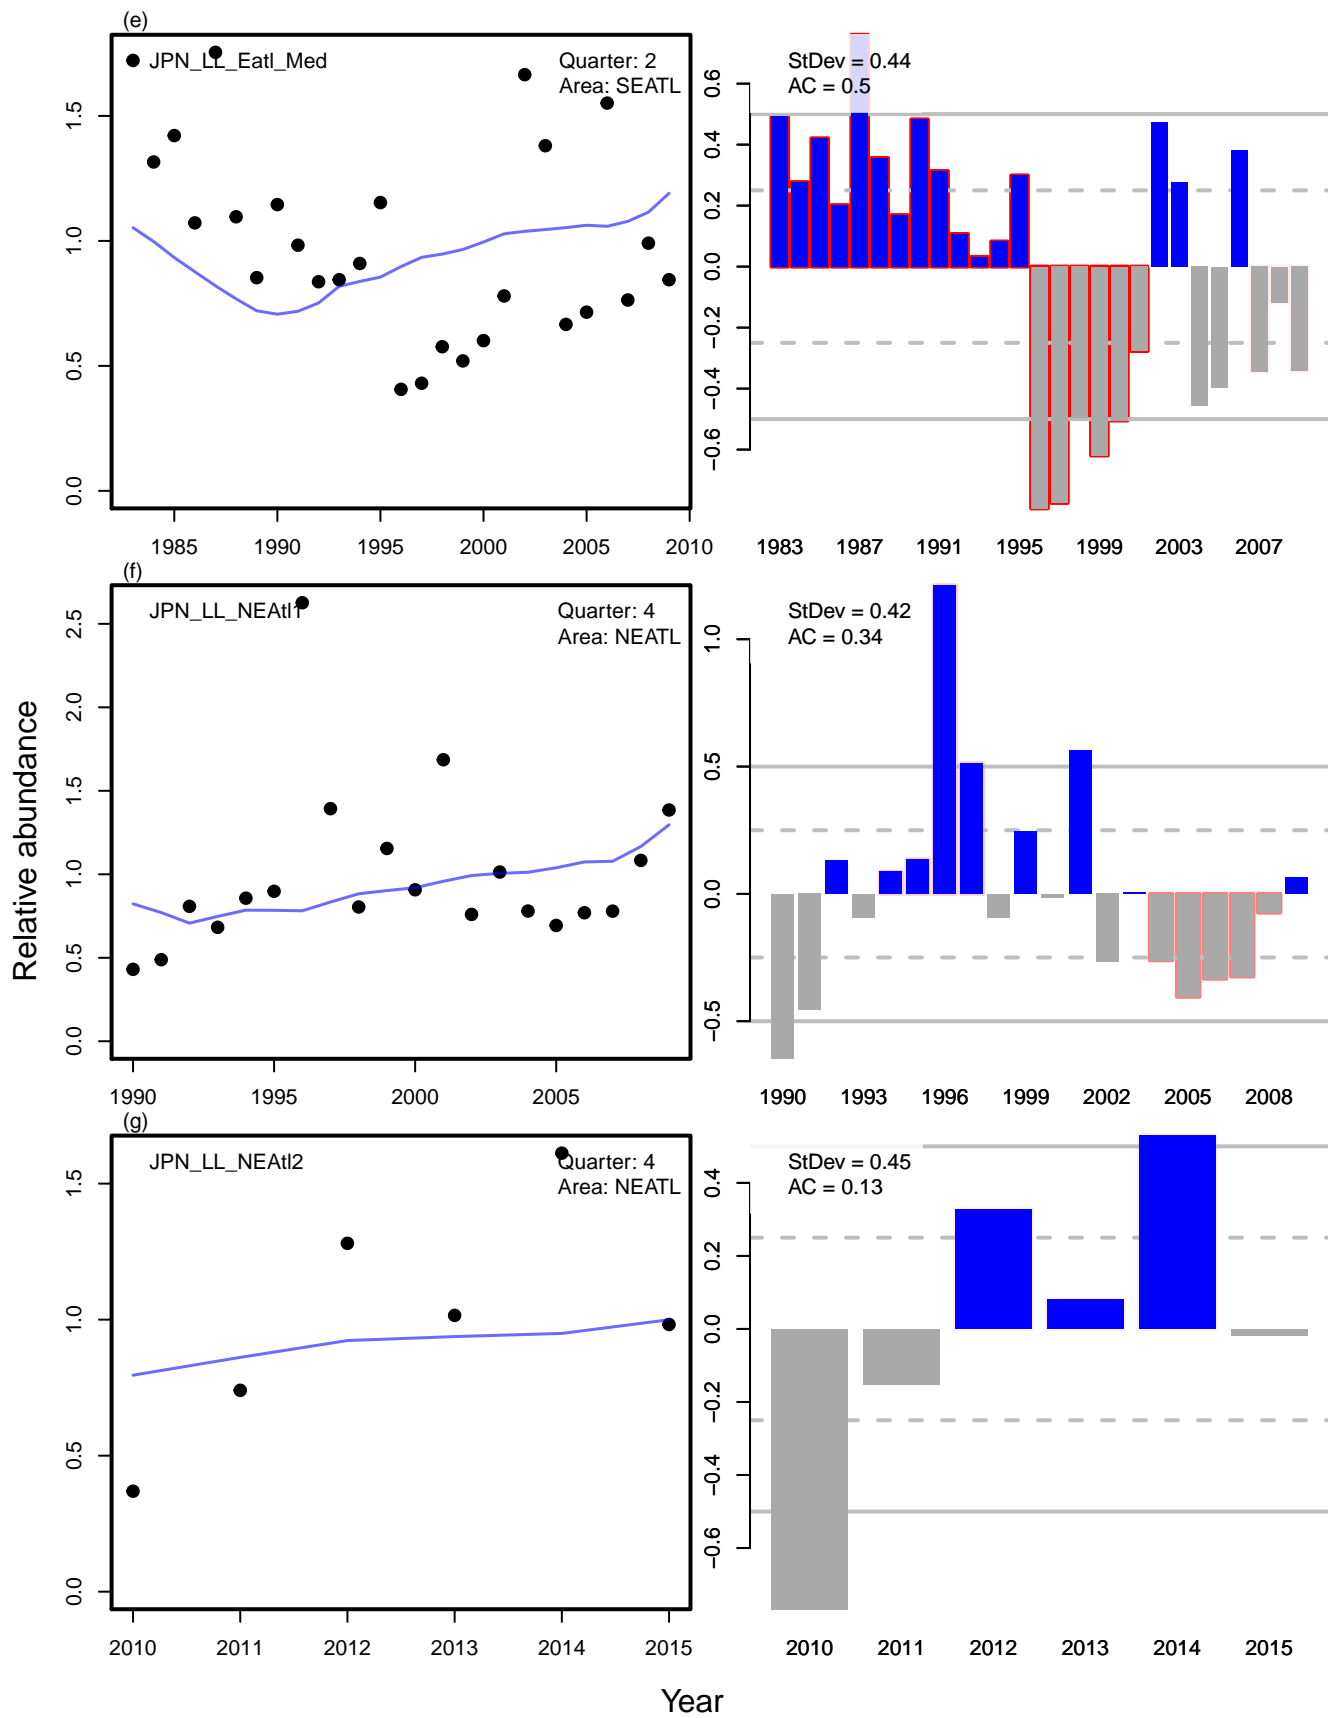 (e)
JPN_LL_Eatl_Med
Quarter: 2
Area: SEATL
0.0 0.5 1.0 1.5
1985 1990 1995 2000 2005 2010
StDev = 0.44
AC = 0.5
−0.6 −0.4 −0.2 0.0 0.2 0.4 0.6
1983 1987 1991 1995 1999 2003 2007
(f)
JPN_LL_NEAtl1
Quarter: 4
Area: NEATL
0.0 0.5 1.0 1.5 2.0 2.5
1990 1995 2000 2005
StDev = 0.42
AC = 0.34
−0.5 0.0 0.5 1.0
1990 1993 1996 1999 2002 2005 2008
Relative abundance
(g)
JPN_LL_NEAtl2
Quarter: 4
Area: NEATL
0.0 0.5 1.0 1.5
2010 2011 2012 2013 2014 2015
StDev = 0.45
AC = 0.13
−0.6 −0.4 −0.2 0.0 0.2 0.4
2010 2011 2012 2013 2014 2015
Year